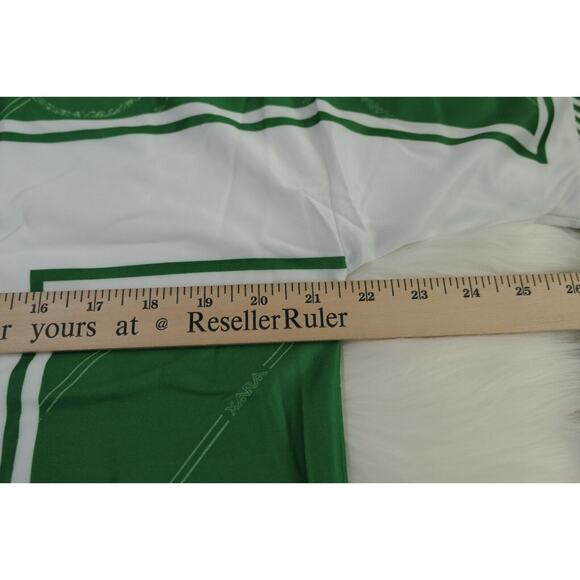 16 17 18 19 20 21 22 23 24 25 26
r yours at @ ResellerRuler
XARA